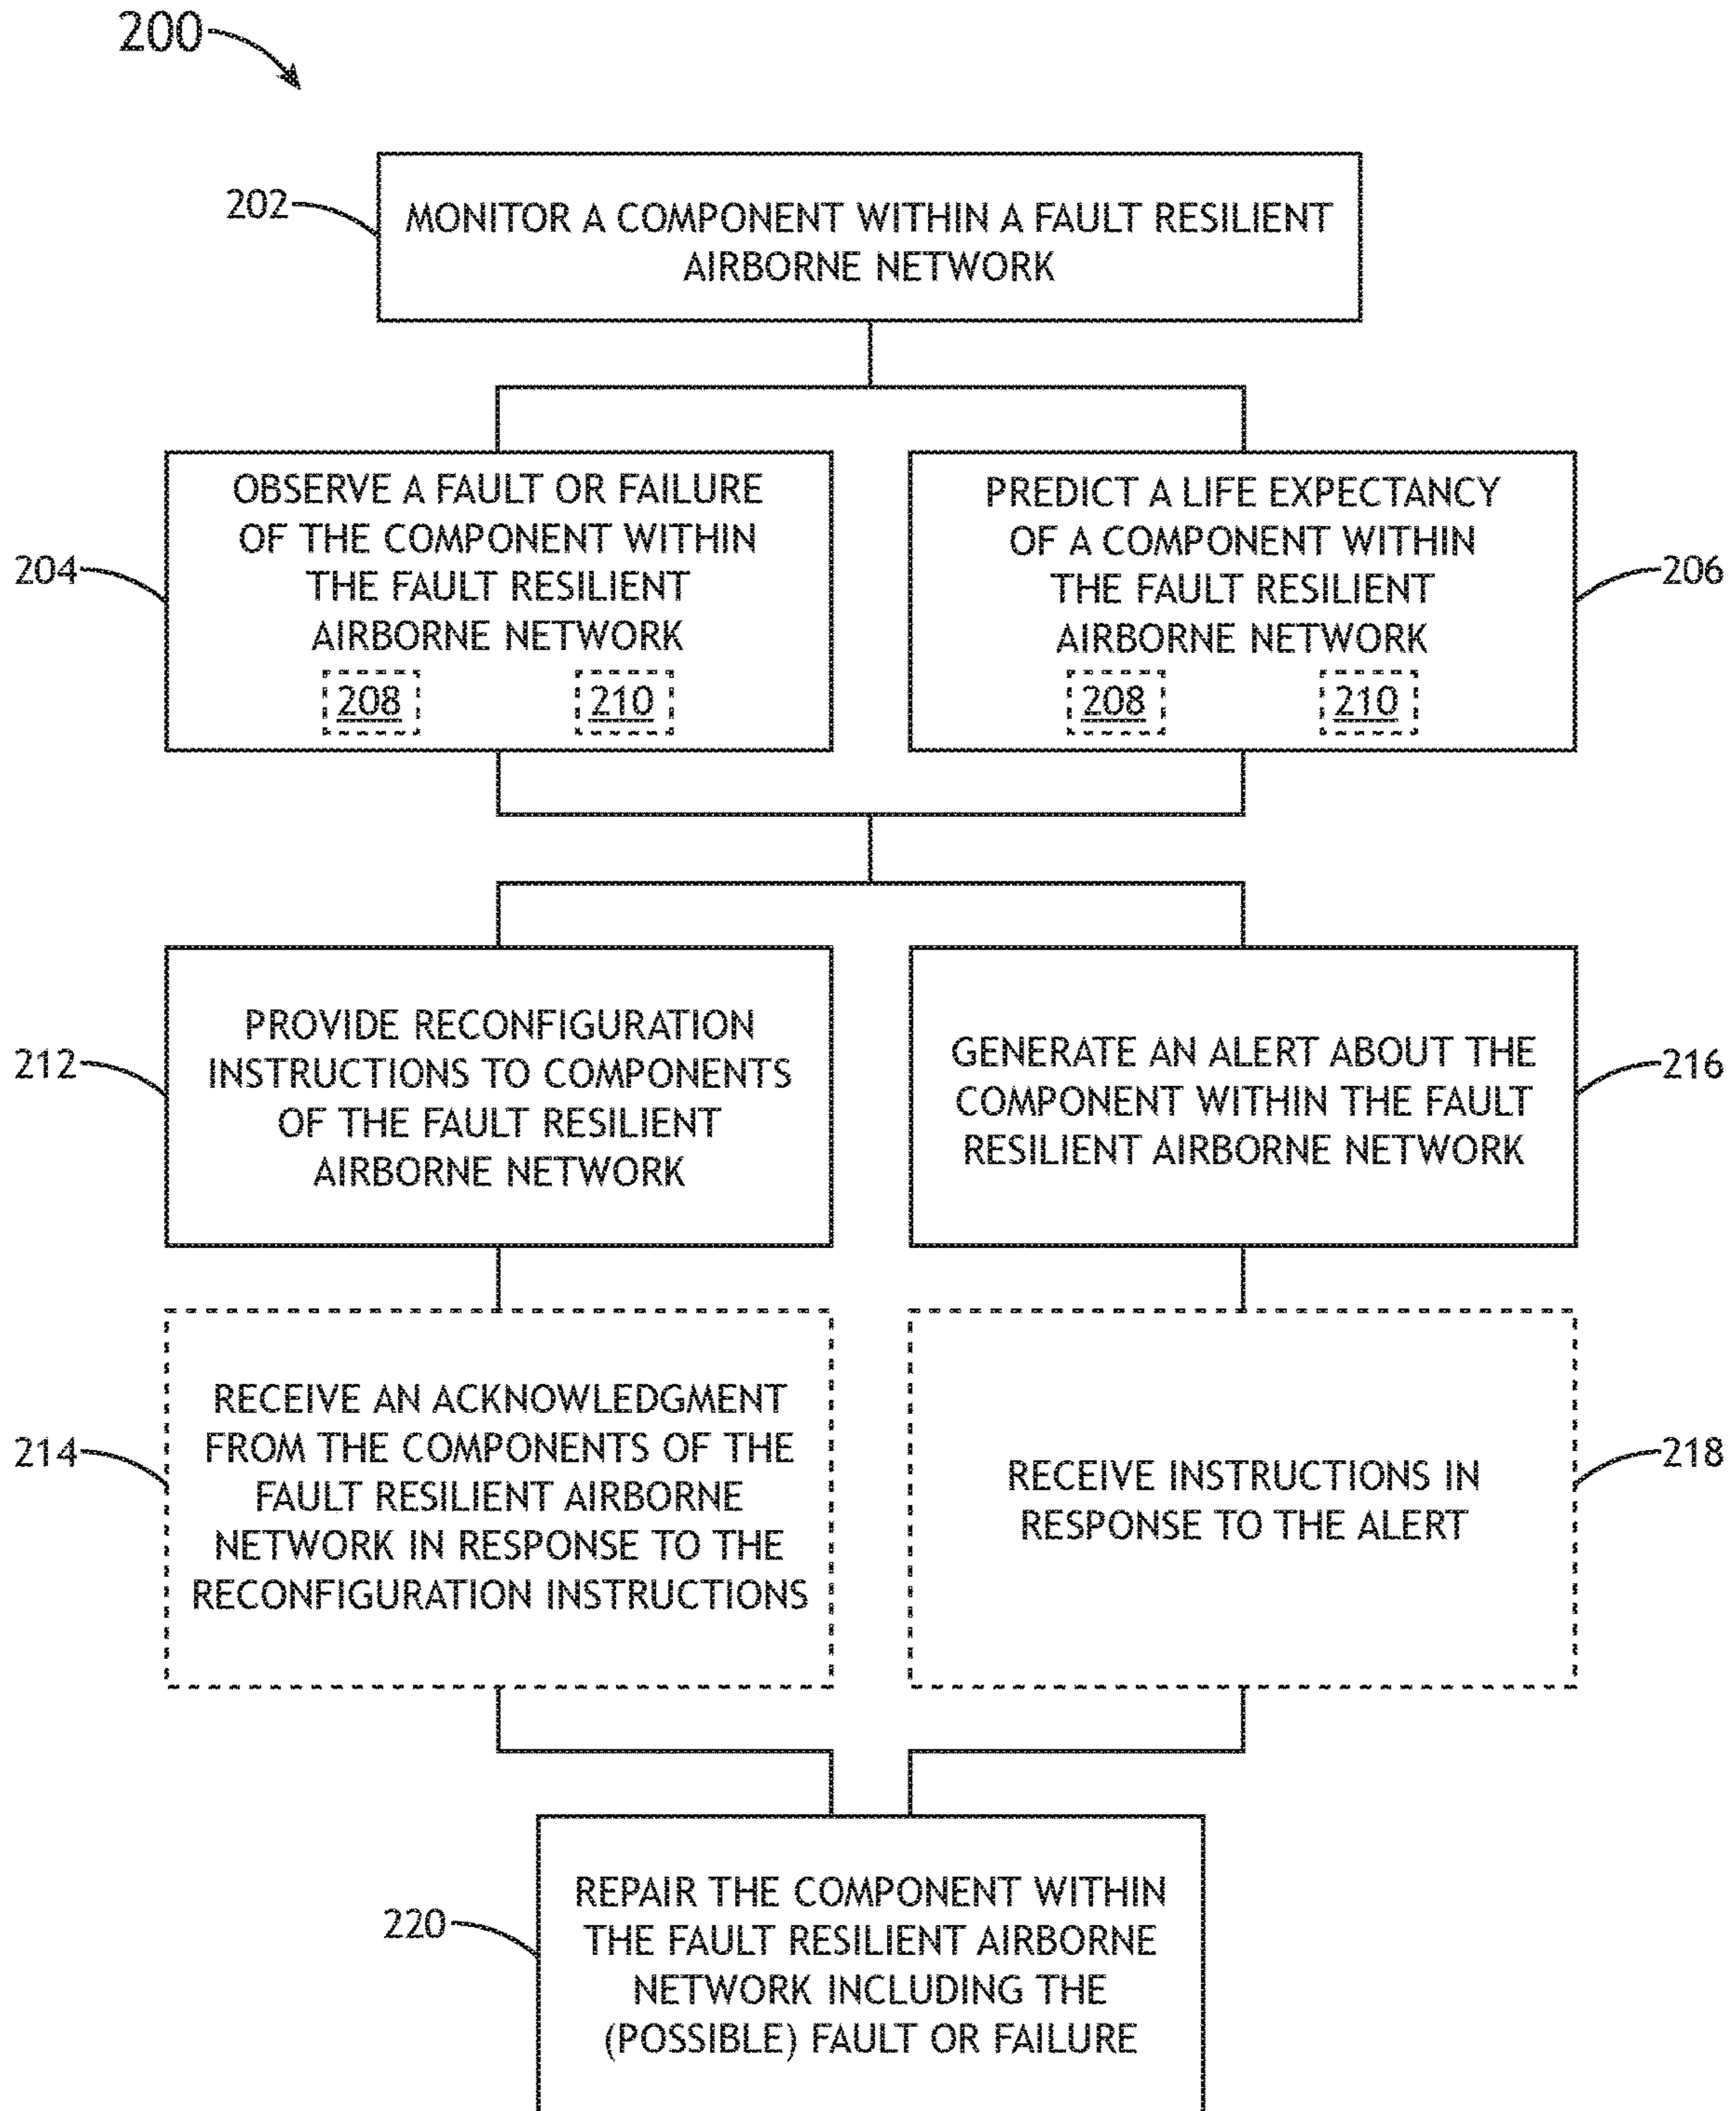 200
202
MONITOR A COMPONENT WITHIN A FAULT RESILIENT
AIRBORNE NETWORK
204
OBSERVE A FAULT OR FAILURE
OF THE COMPONENT WITHIN
THE FAULT RESILIENT
AIRBORNE NETWORK
208 210
PREDICT A LIFE EXPECTANCY
OF A COMPONENT WITHIN
THE FAULT RESILIENT
AIRBORNE NETWORK
208 210
206
212
PROVIDE RECONFIGURATION
INSTRUCTIONS TO COMPONENTS
OF THE FAULT RESILIENT
AIRBORNE NETWORK
GENERATE AN ALERT ABOUT THE
COMPONENT WITHIN THE FAULT
RESILIENT AIRBORNE NETWORK
216
214
RECEIVE AN ACKNOWLEDGMENT
FROM THE COMPONENTS OF THE
FAULT RESILIENT AIRBORNE
NETWORK IN RESPONSE TO THE
RECONFIGURATION INSTRUCTIONS
RECEIVE INSTRUCTIONS IN
RESPONSE TO THE ALERT
218
220
REPAIR THE COMPONENT WITHIN
THE FAULT RESILIENT AIRBORNE
NETWORK INCLUDING THE
(POSSIBLE) FAULT OR FAILURE